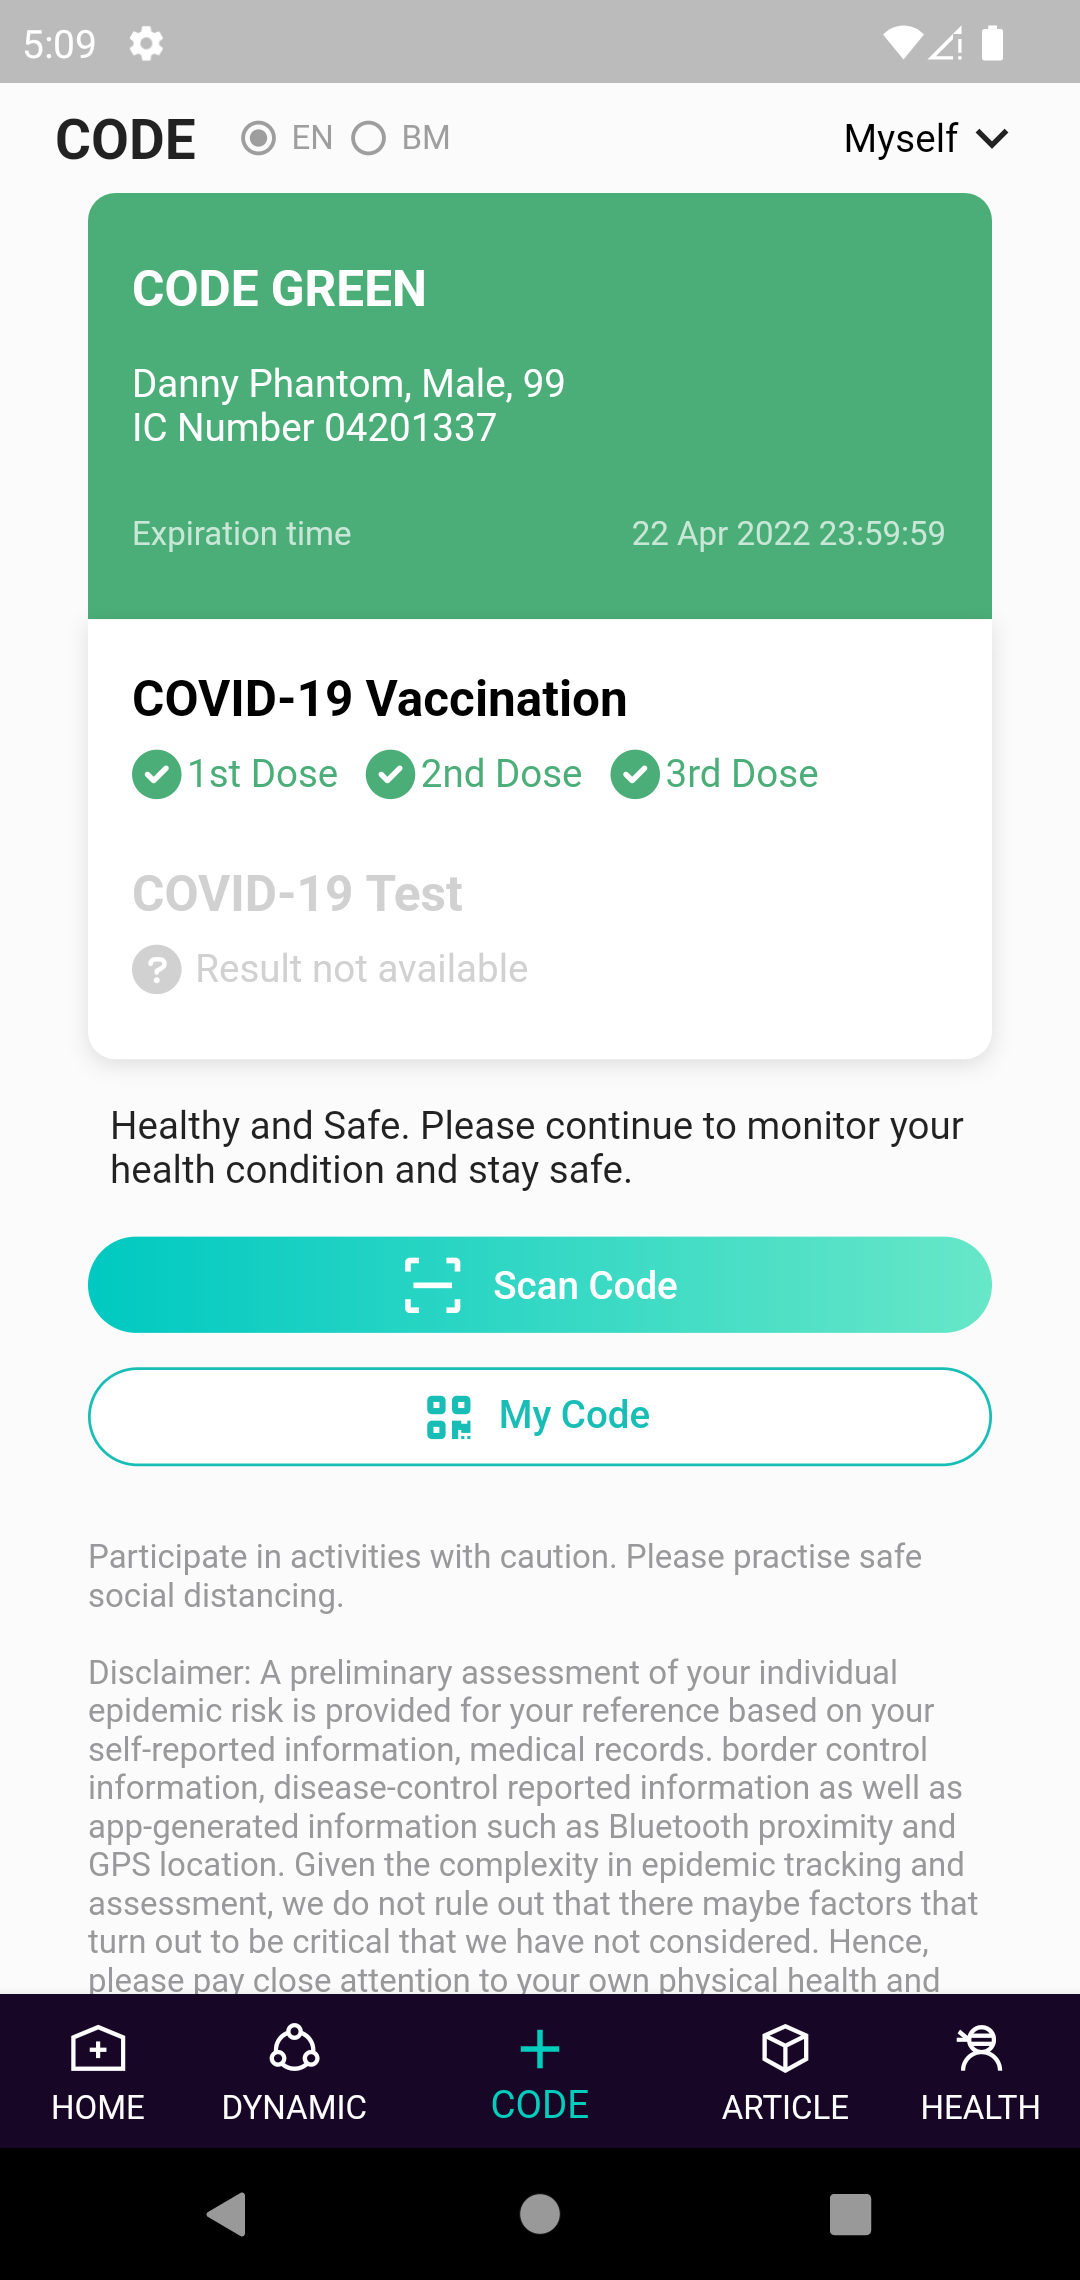 5:09
CODE EN BM Myself
CODE GREEN
Danny Phantom, Male, 99
IC Number 04201337
Expiration time 22 Apr 2022 23:59:59
COVID-19 Vaccination
1st Dose 2nd Dose 3rd Dose
COVID-19 Test
? Result not available
Healthy and Safe. Please continue to monitor your
health condition and stay safe.
Scan Code
My Code
Participate in activities with caution. Please practise safe
social distancing.
Disclaimer: A preliminary assessment of your individual
epidemic risk is provided for your reference based on your
self-reported information, medical records. border control
information, disease-control reported information as well as
app-generated information such as Bluetooth proximity and
GPS location. Given the complexity in epidemic tracking and
assessment, we do not rule out that there maybe factors that
turn out to be critical that we have not considered. Hence,
please pay close attention to your own physical health and
HOME DYNAMIC CODE ARTICLE HEALTH